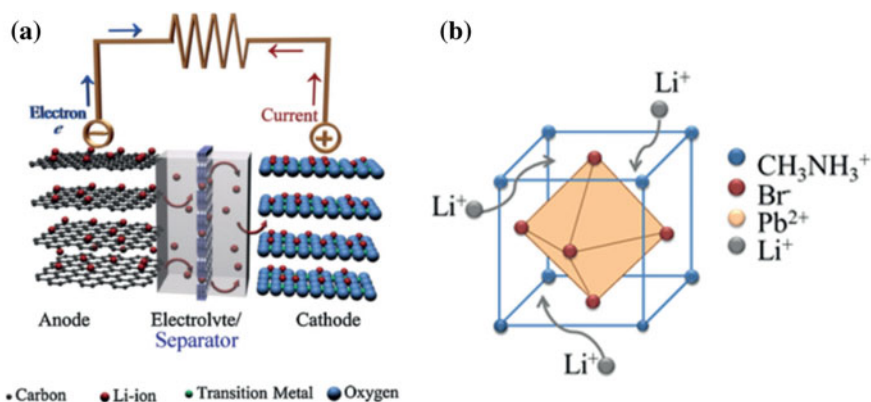 (a)
Electron
e
Current
Anode
Electrolvte/
Separator
Cathode
Carbon
Li-ion
Transition Metal
Oxygen
(b)
Li⁺
Li⁺
Li⁺
CH₃NH₃⁺
Br⁻
Pb²⁺
Li⁺